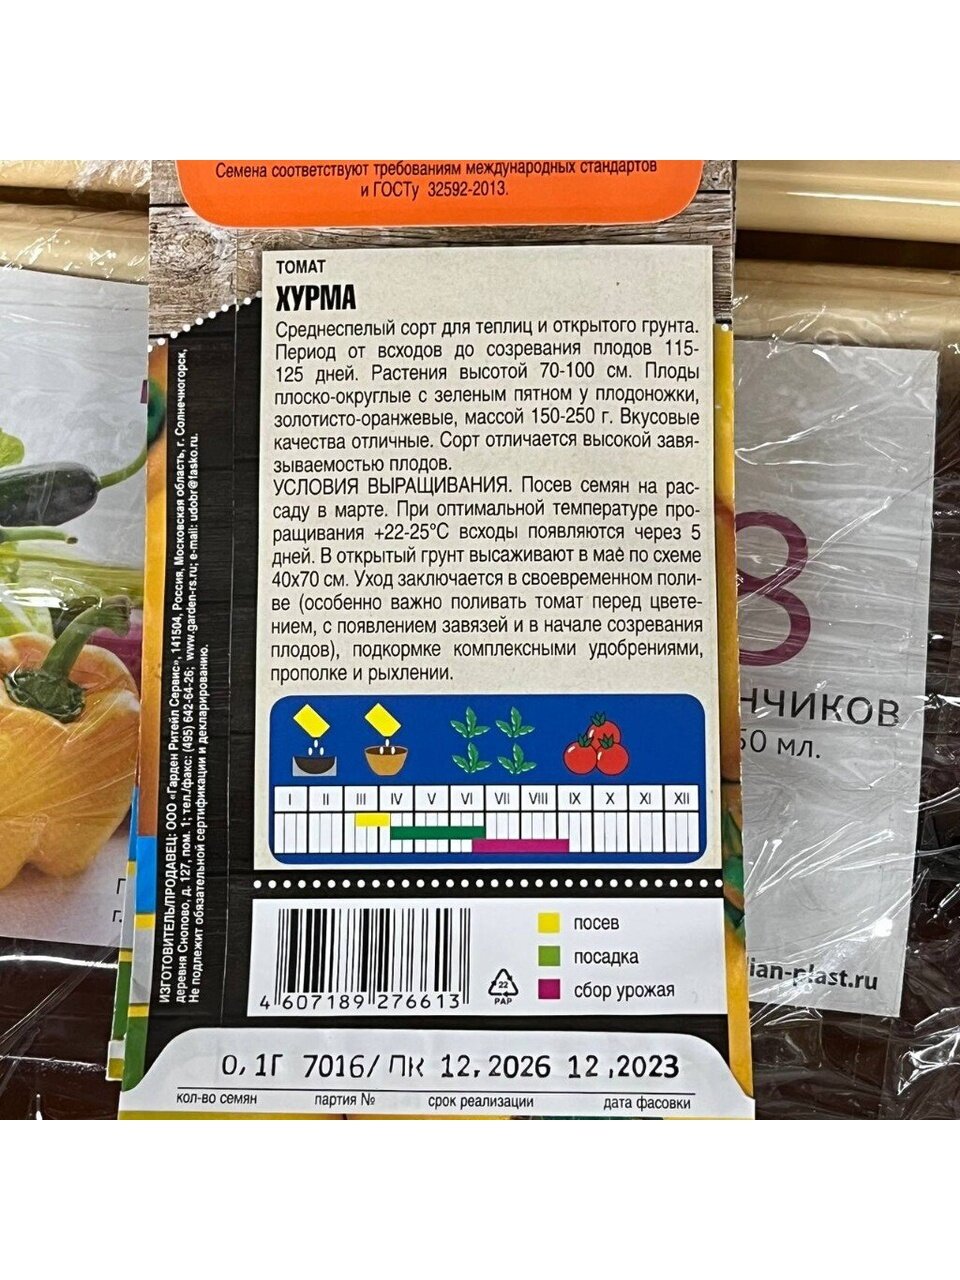 Семена соответствуют требованиям международных стандартов
и ГОСТу 32592-2013.
ТОМАТ
ХУРМА
Среднеспелый сорт для теплиц и открытого грунта.
Период от всходов до созревания плодов 115-
125 дней. Растения высотой 70-100 см. Плоды
плоско-округлые с зеленым пятном у плодоножки,
золотисто-оранжевые, массой 150-250 г. Вкусовые
качества отличные. Сорт отличается высокой завя-
зываемостью плодов.
УСЛОВИЯ ВЫРАЩИВАНИЯ. Посев семян на рас-
саду в марте. При оптимальной температуре про-
ращивания +22-25°С всходы появляются через 5
дней. В открытый грунт высаживают в мае по схеме
40х70 см. Уход заключается в своевременном поли-
ве (особенно важно поливать томат перед цвете-
нием, с появлением завязей и в начале созревания
плодов), подкормке комплексными удобрениями,
прополке и рыхлении.
I II III IV V VI VII VIII IX X XI XII
посев
посадка
сбор урожая
4 607189 276613
22
PAP
0,1Г 7016/ПК 12,2026 12,2023
кол-во семян партия № срок реализации дата фасовки
ИЗГОТОВИТЕЛЬ/ПРОДАВЕЦ: ООО «Гарден Ритейл Сервис», 141504, Россия, Московская область, г. Солнечногорск,
деревня Снопово, д. 127, пом. 1; тел./факс: (495) 642-64-26; www.garden-rs.ru; e-mail: udobr@fasko.ru.
Не подлежит обязательной сертификации и декларированию.
8
нчиков
50 мл.
lian-plast.ru
г.